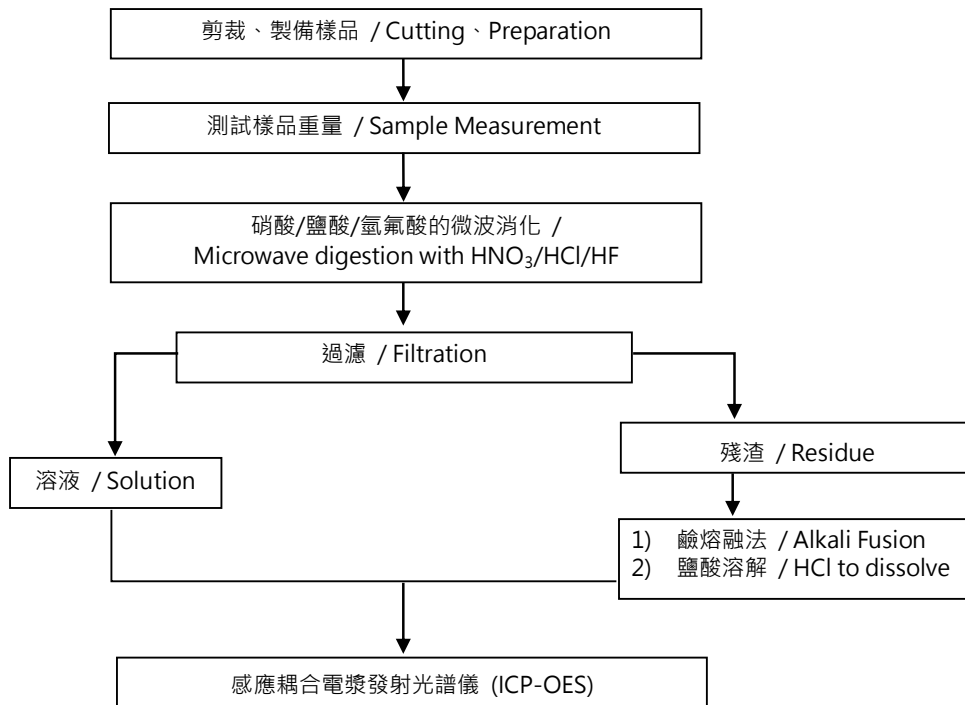 剪裁、製備樣品 / Cutting、Preparation
測試樣品重量 / Sample Measurement
硝酸/鹽酸/氫氟酸的微波消化 /
Microwave digestion with HNO₃/HCl/HF
過濾 / Filtration
溶液 / Solution
殘渣 / Residue
1) 鹼熔融法 / Alkali Fusion
2) 鹽酸溶解 / HCl to dissolve
感應耦合電漿發射光譜儀 (ICP-OES)